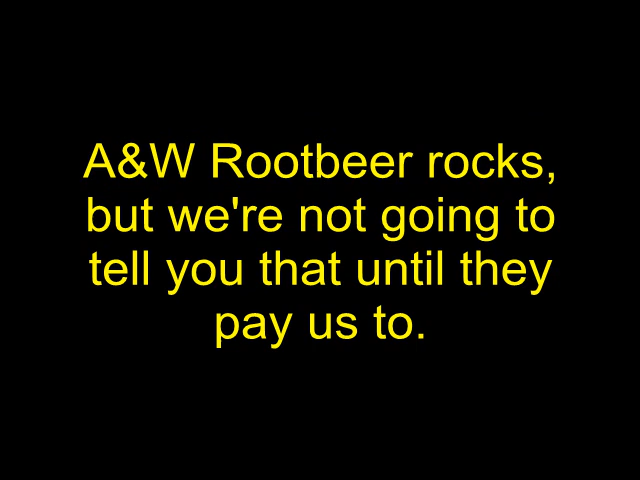 A&W Rootbeer rocks,
but we're not going to
tell you that until they
pay us to.